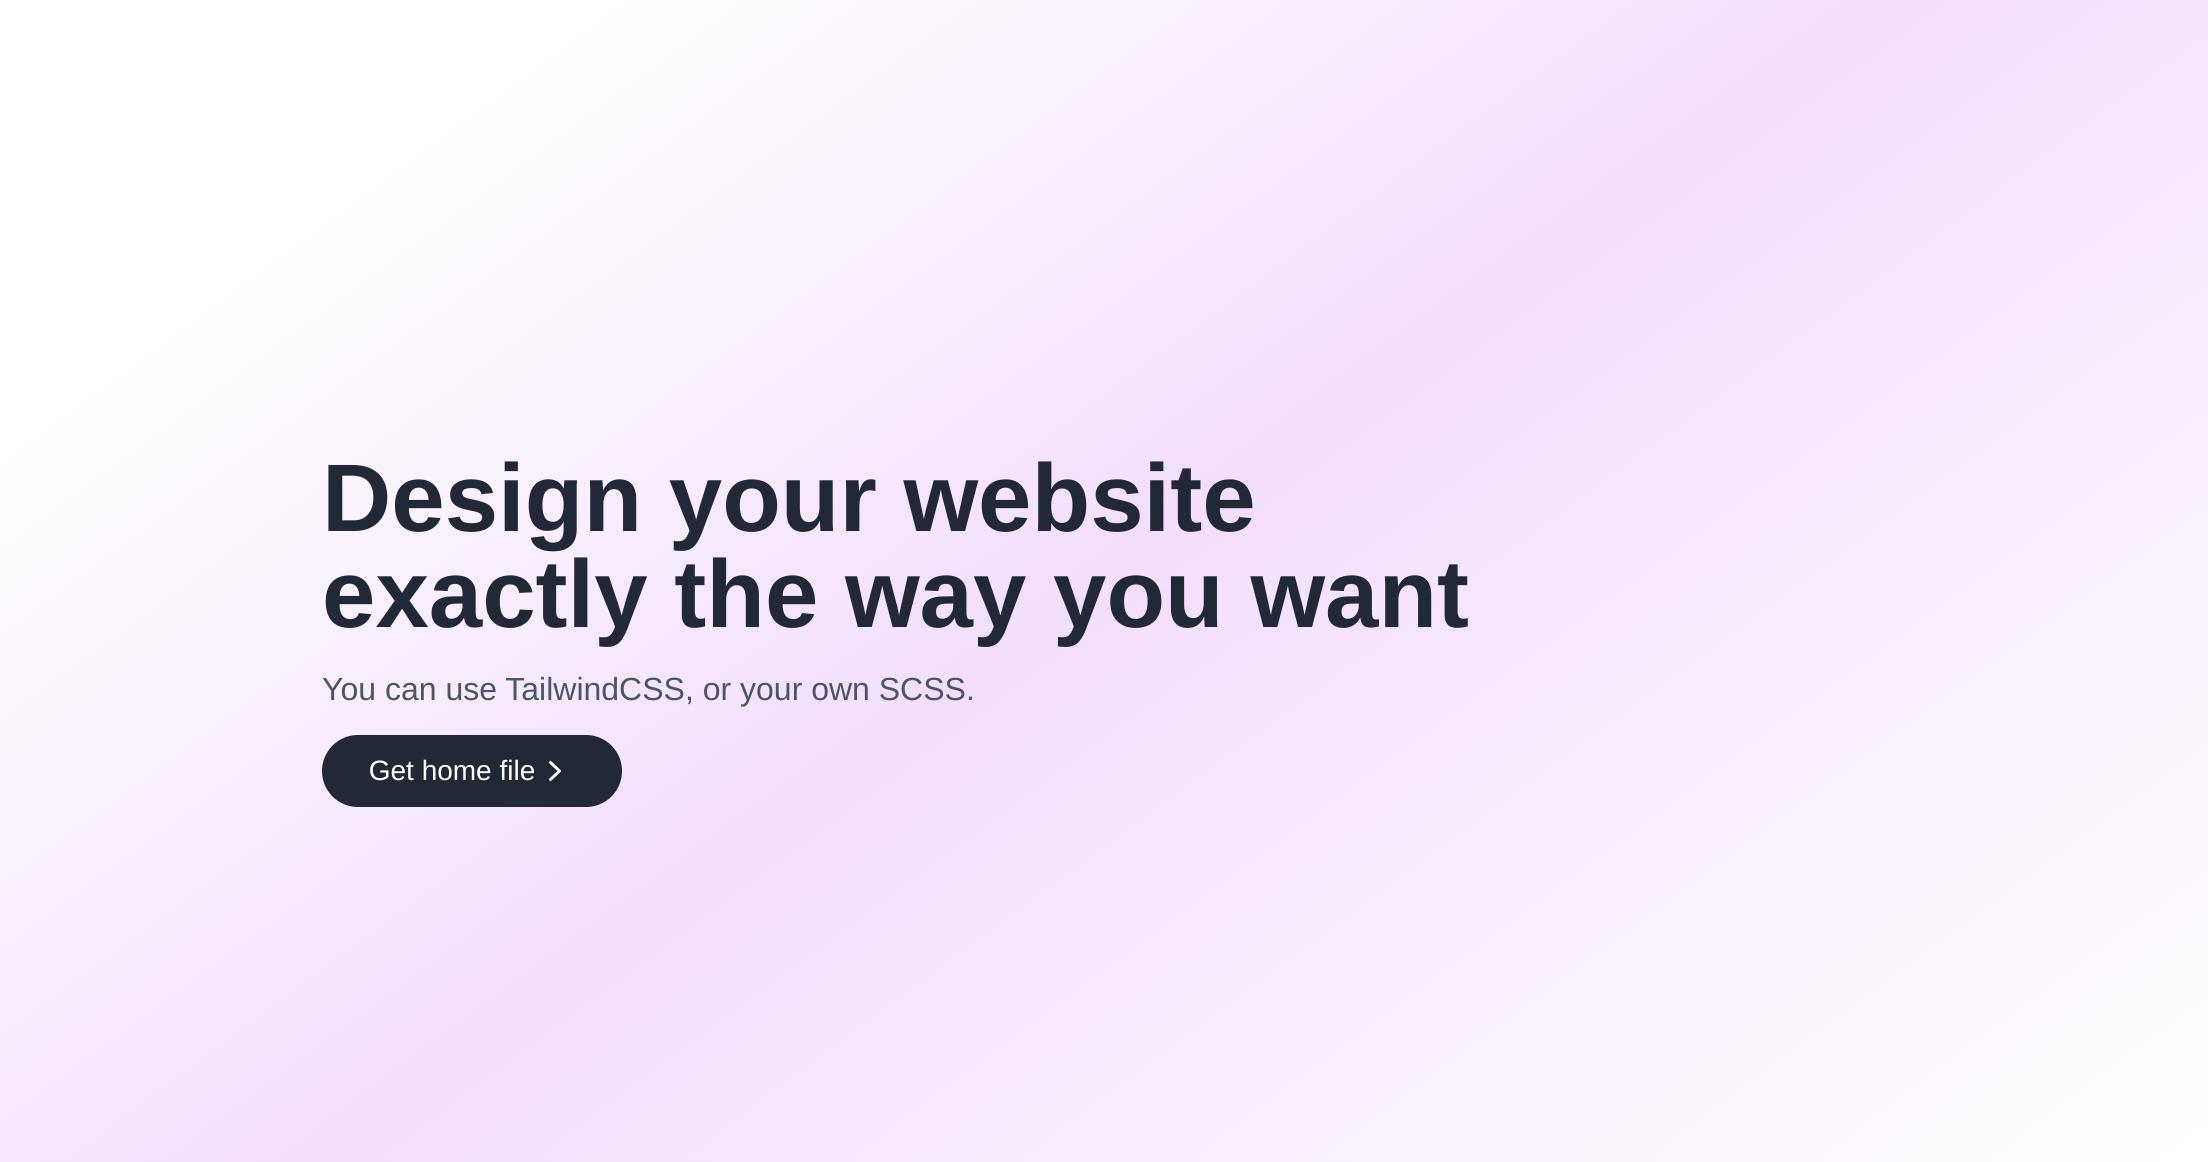 Design your website
exactly the way you want
You can use TailwindCSS, or your own SCSS.
Get home file